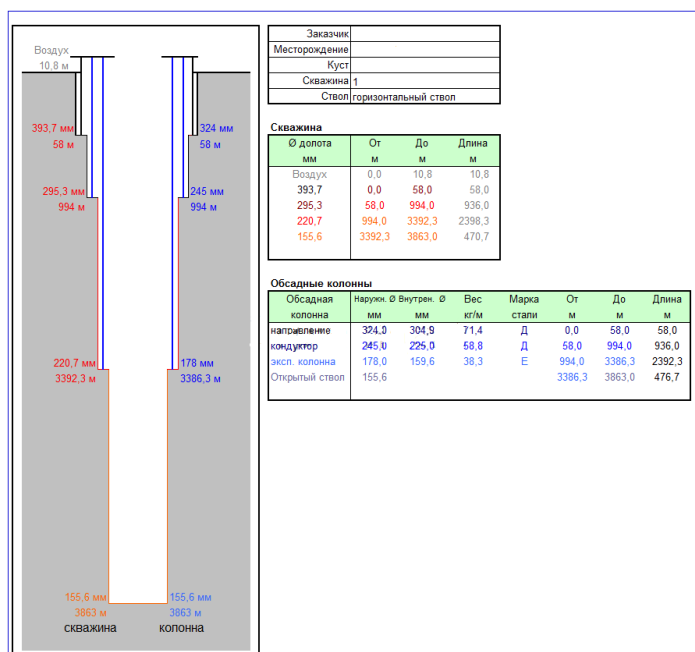 Воздух
10,8 м
393,7 мм
58 м
324 мм
58 м
295,3 мм
994 м
245 мм
994 м
220,7 мм
3392,3 м
178 мм
3386,3 м
155,6 мм
3863 м
155,6 мм
3863 м
скважина колонна
Заказчик
Месторождение
Куст
Скважина 1
Ствол горизонтальный ствол
Скважина
Ø долота От До Длина
мм м м м
Воздух 0,0 10,8 10,8
393,7 0,0 58,0 58,0
295,3 58,0 994,0 936,0
220,7 994,0 3392,3 2398,3
155,6 3392,3 3863,0 470,7
Обсадные колонны
Обсадная Наружн. Ø Внутрен. Ø Вес Марка От До Длина
колонна мм мм кг/м стали м м м
направление 324,0 304,9 71,4 Д 0,0 58,0 58,0
кондуктор 245,0 225,0 58,8 Д 58,0 994,0 936,0
эксп. колонна 178,0 159,6 38,3 Е 994,0 3386,3 2392,3
Открытый ствол 155,6 3386,3 3863,0 476,7